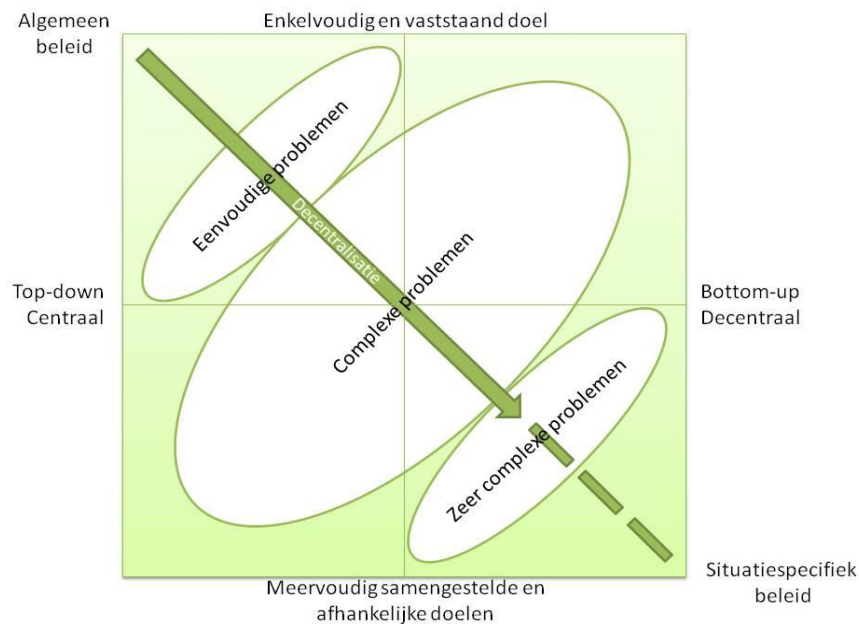 Algemeen
beleid
Enkelvoudig en vaststaand doel
Eenvoudige problemen
Decentralisatie
Complexe problemen
Top-down
Centraal
Bottom-up
Decentraal
Zeer complexe problemen
Meervoudig samengestelde en
afhankelijke doelen
Situatiespecifiek
beleid